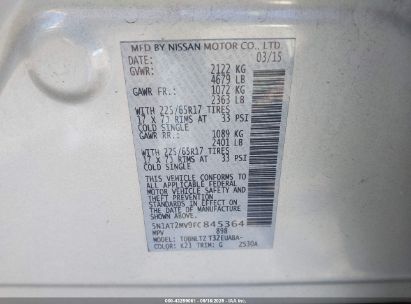 MFD BY NISSAN MOTOR CO., LTD.
DATE: 03/15
GVWR: 2122 KG
4679 LB
GAWR FR.: 1072 KG
2363 LB
WITH 225/65R17 TIRES
17 X 7J RIMS AT 33 PSI
COLD SINGLE
GAWR RR.: 1089 KG
2401 LB
WITH 225/65R17 TIRES
17 X 7J RIMS AT 33 PSI
COLD SINGLE
THIS VEHICLE CONFORMS TO ALL
APPLICABLE FEDERAL MOTOR VEHICLE
SAFETY STANDARDS IN EFFECT ON THE
DATE OF MANUFACTURE SHOWN ABOVE.
5N1AT2MV9FC845364
MPV 898
MODEL: TOBNLTZ T32EUABA-
COLOR: K23 TRIM: G 2530A